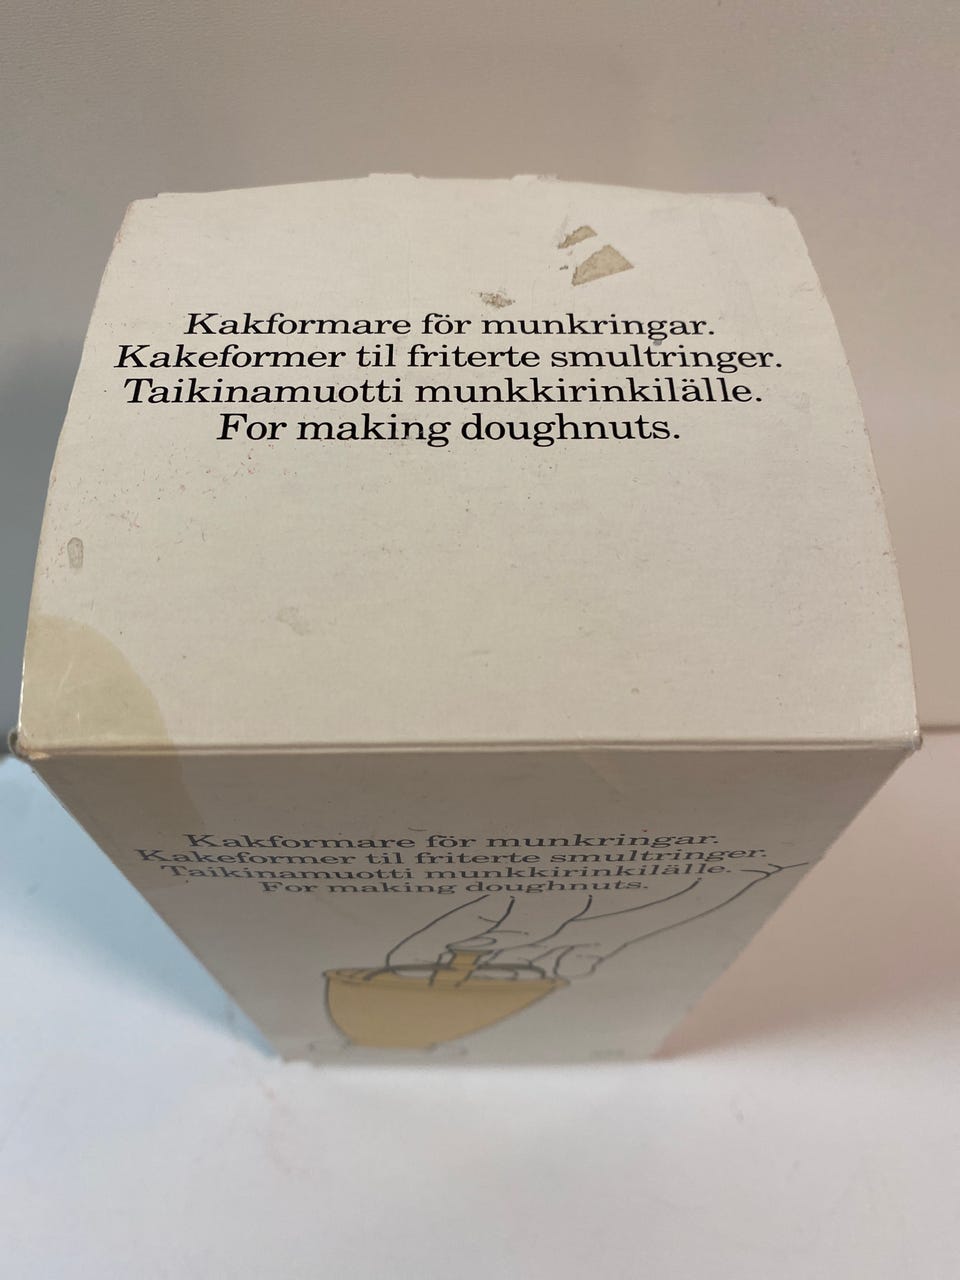 Kakformare för munkringar.
Kakeformer til friterte smultringer.
Taikinamuotti munkkirinkilälle.
For making doughnuts.
Kakformare för munkringar.
Kakeformer til friterte smultringer.
Taikinamuotti munkkirinkilälle.
For making doughnuts.